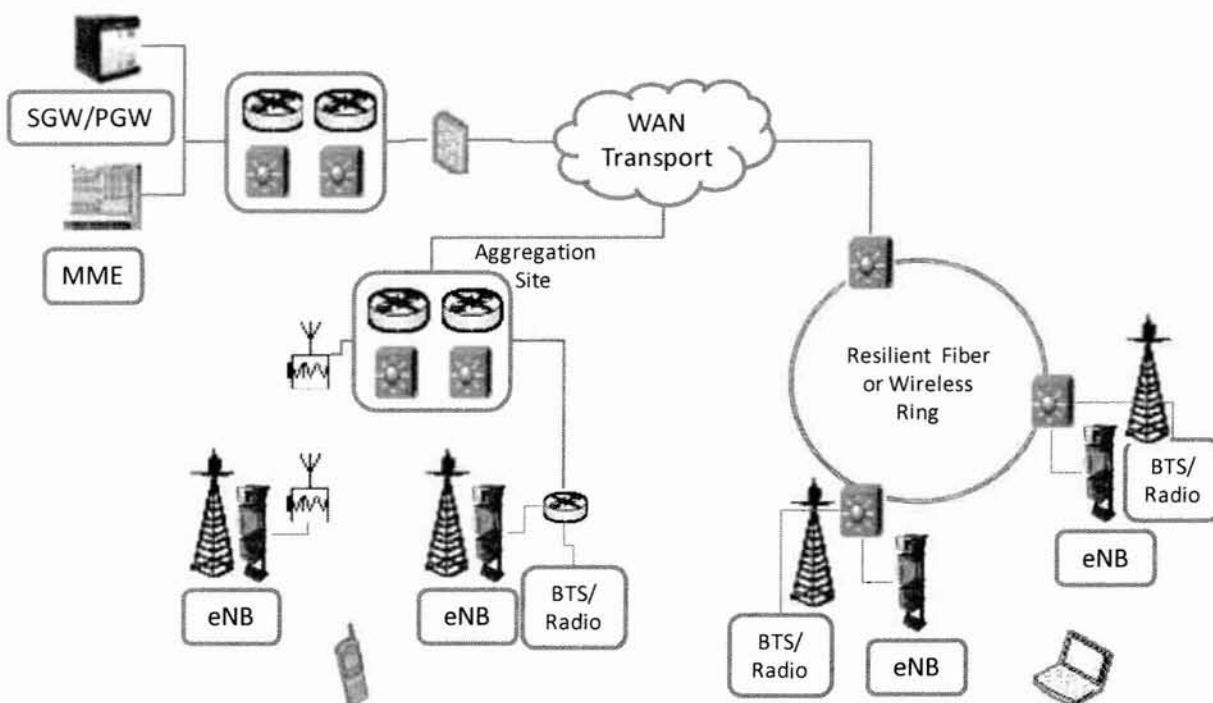 SGW/PGW
MME
WAN
Transport
Aggregation
Site
Resilient Fiber
or Wireless
Ring
BTS/
Radio
eNB
eNB
eNB
BTS/
Radio
BTS/
Radio
eNB